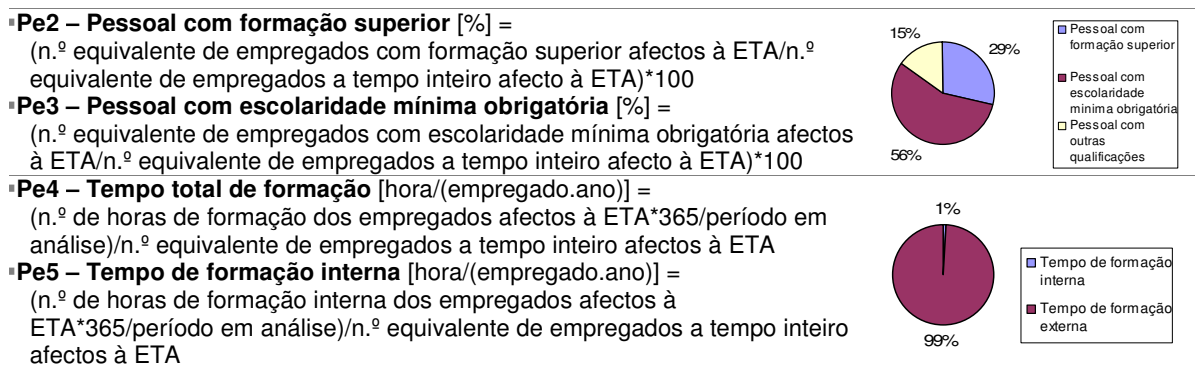 Pe2 – Pessoal com formação superior [%] =
(n.º equivalente de empregados com formação superior afectos à ETA/n.º
equivalente de empregados a tempo inteiro afecto à ETA)*100
Pe3 – Pessoal com escolaridade mínima obrigatória [%] =
(n.º equivalente de empregados com escolaridade mínima obrigatória afectos
à ETA/n.º equivalente de empregados a tempo inteiro afecto à ETA)*100
15%
29%
56%
Pessoal com
formação superior
Pessoal com
escolaridade
minima obrigatória
Pessoal com
outras
qualificações
Pe4 – Tempo total de formação [hora/(empregado.ano)] =
(n.º de horas de formação dos empregados afectos à ETA*365/período em
análise)/n.º equivalente de empregados a tempo inteiro afectos à ETA
Pe5 – Tempo de formação interna [hora/(empregado.ano)] =
(n.º de horas de formação interna dos empregados afectos à
ETA*365/período em análise)/n.º equivalente de empregados a tempo inteiro
afectos à ETA
1%
99%
Tempo de formação
interna
Tempo de formação
externa